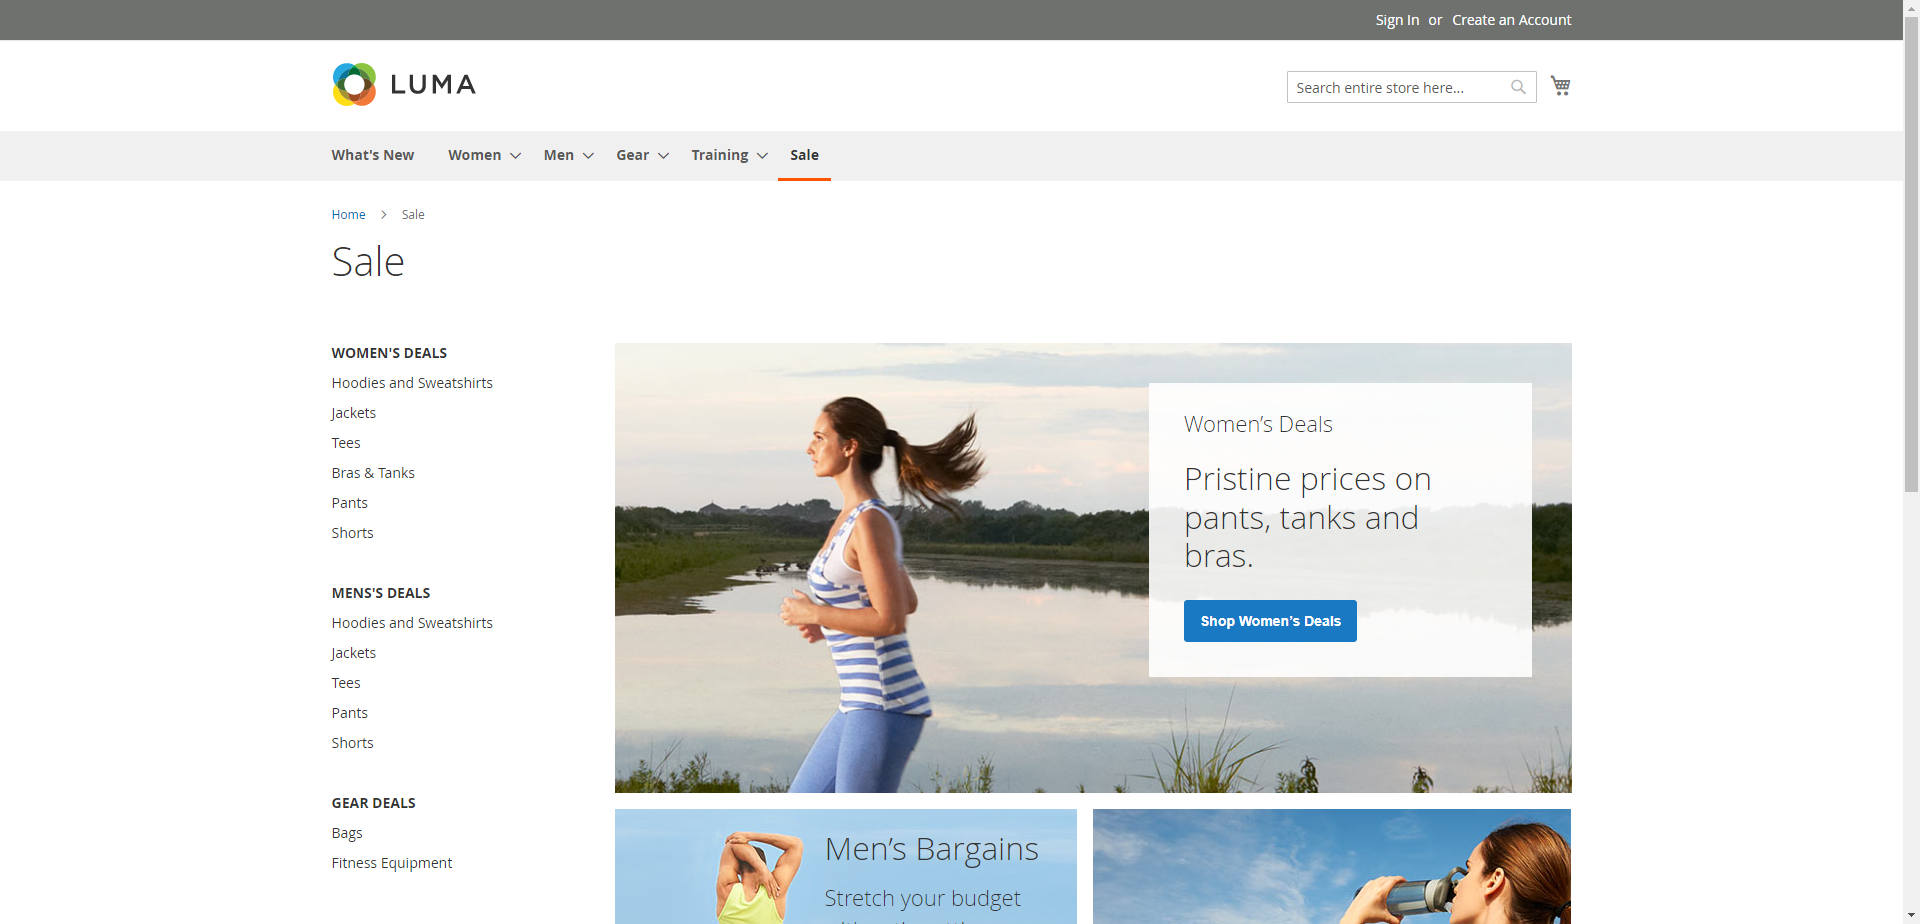 Sign In or Create an Account
LUMA
Search entire store here...
What's New Women Men Gear Training Sale
Home Sale
Sale
WOMEN'S DEALS
Hoodies and Sweatshirts
Jackets
Tees
Bras & Tanks
Pants
Shorts
MENS'S DEALS
Hoodies and Sweatshirts
Jackets
Tees
Pants
Shorts
GEAR DEALS
Bags
Fitness Equipment
Women’s Deals
Pristine prices on
pants, tanks and
bras.
Shop Women’s Deals
Men’s Bargains
Stretch your budget